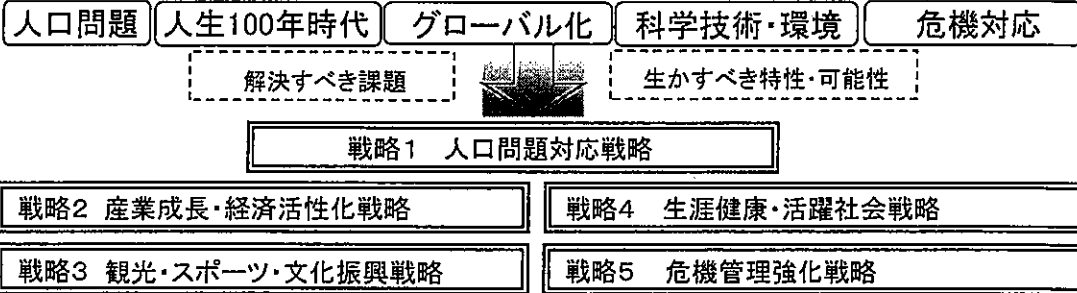 人口問題 人生100年時代 グローバル化 科学技術・環境 危機対応
解決すべき課題 生かすべき特性・可能性
戦略1 人口問題対応戦略
戦略2 産業成長・経済活性化戦略 戦略4 生涯健康・活躍社会戦略
戦略3 観光・スポーツ・文化振興戦略 戦略5 危機管理強化戦略